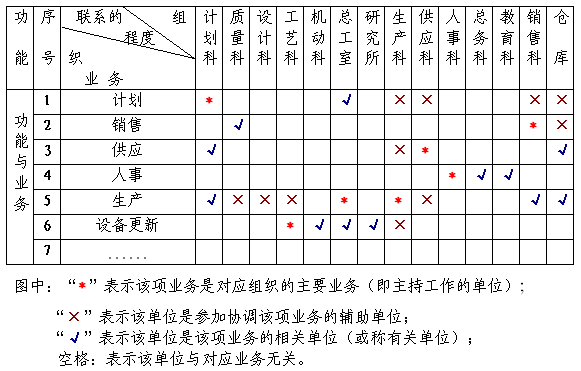 功能 序号 联系的程度 组织 业务 计划科 质量科 设计科 工艺科 机动科 总工室 研究所 生产科 供应科 人事科 总务科 教育科 销售科 仓库
功能与业务
1 计划 * √ × × × ×
2 销售 √ * ×
3 供应 √ × * √
4 人事 * √ √
5 生产 √ × × × * * × √ √
6 设备更新 * √ √ √ ×
7 ……
图中：“*”表示该项业务是对应组织的主要业务（即主持工作的单位）；
“×”表示该单位是参加协调该项业务的辅助单位；
“√”表示该单位是该项业务的相关单位（或称有关单位）；
空格：表示该单位与对应业务无关。